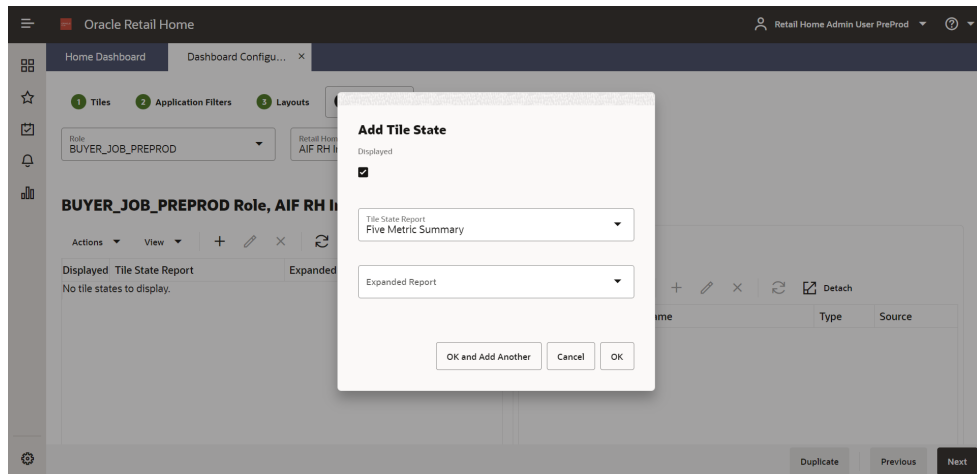 Oracle Retail Home
Retail Home Admin User PreProd
Home Dashboard
Dashboard Configu... ×
1 Tiles
2 Application Filters
3 Layouts
Role
BUYER_JOB_PREPROD
Retail Hom
AIF RH I
BUYER_JOB_PREPROD Role, AIF RH I
Actions
View
Displayed Tile State Report Expanded
No tile states to display.
Add Tile State
Displayed
Tile State Report
Five Metric Summary
Expanded Report
OK and Add Another
Cancel
OK
Detach
ame Type Source
Duplicate
Previous
Next